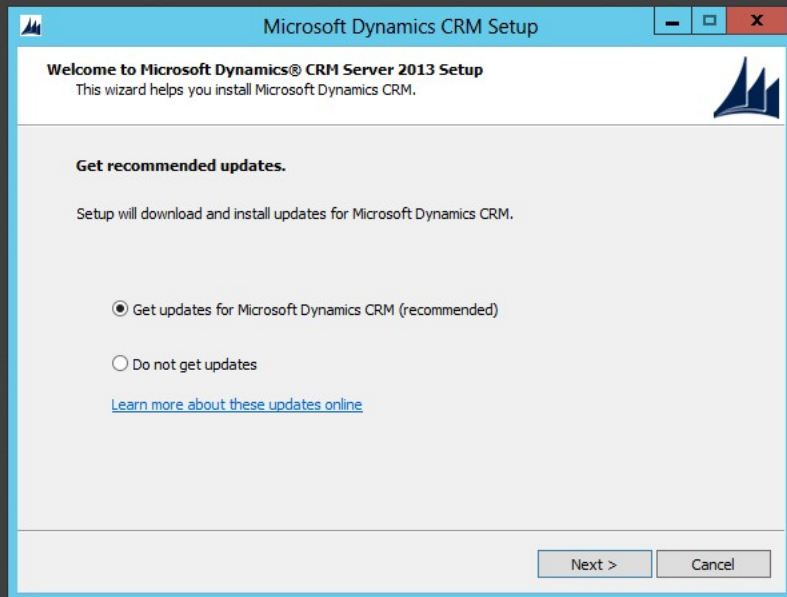 Microsoft Dynamics CRM Setup
Welcome to Microsoft Dynamics® CRM Server 2013 Setup
This wizard helps you install Microsoft Dynamics CRM.
Get recommended updates.
Setup will download and install updates for Microsoft Dynamics CRM.
Get updates for Microsoft Dynamics CRM (recommended)
Do not get updates
Learn more about these updates online
Next >
Cancel